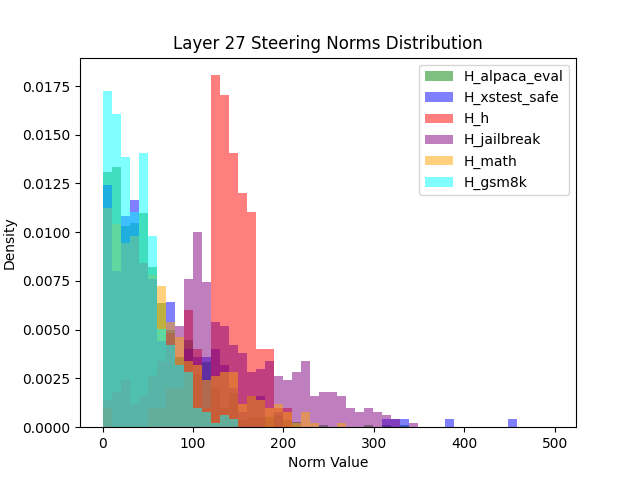 Layer 27 Steering Norms Distribution
H_alpaca_eval
H_xstest_safe
H_h
H_jailbreak
H_math
H_gsm8k
0.0175
0.0150
0.0125
0.0100
0.0075
0.0050
0.0025
0.0000
Density
0 100 200 300 400 500
Norm Value